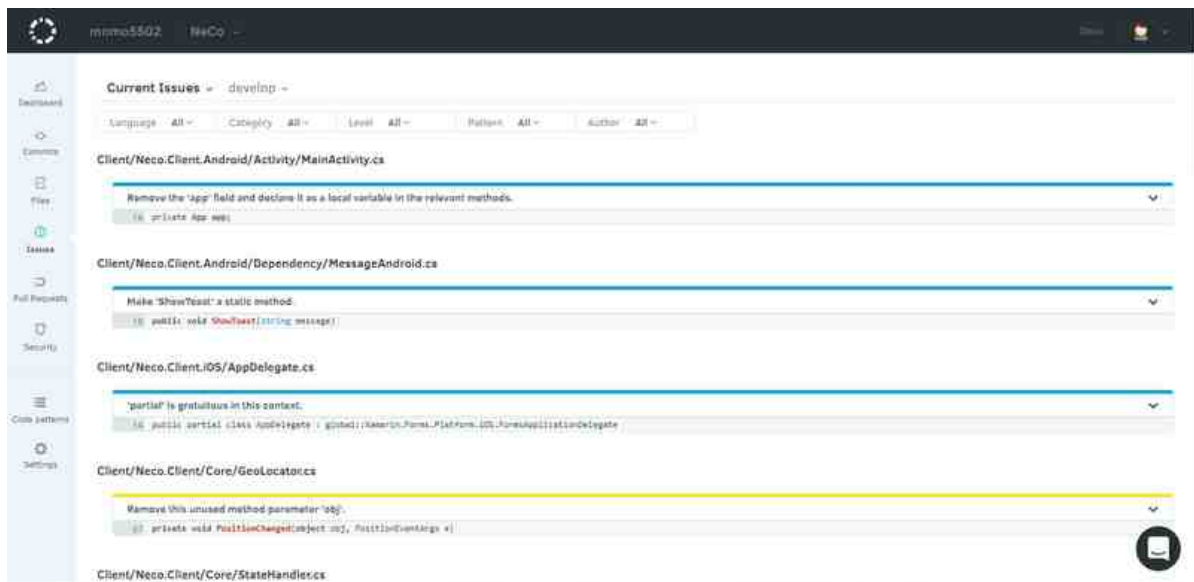 momo5502 NeCo
Docs
Dashboard
Commits
Files
Issues
Pull Requests
Security
Code patterns
Settings
Current Issues develop
Language All Category All Level All Pattern All Author All
Client/Neco.Client.Android/Activity/MainActivity.cs
Remove the 'app' field and declare it as a local variable in the relevant methods.
private App app;
Client/Neco.Client.Android/Dependency/MessageAndroid.cs
Make 'ShowToast' a static method.
public void ShowToast(string message)
Client/Neco.Client.iOS/AppDelegate.cs
'partial' is gratuitous in this context.
public partial class AppDelegate : global::Xamarin.Forms.Platform.iOS.FormsApplicationDelegate
Client/Neco.Client/Core/GeoLocator.cs
Remove this unused method parameter 'obj'.
private void PositionChanged(object obj, PositionEventArgs e)
Client/Neco.Client/Core/StateHandler.cs